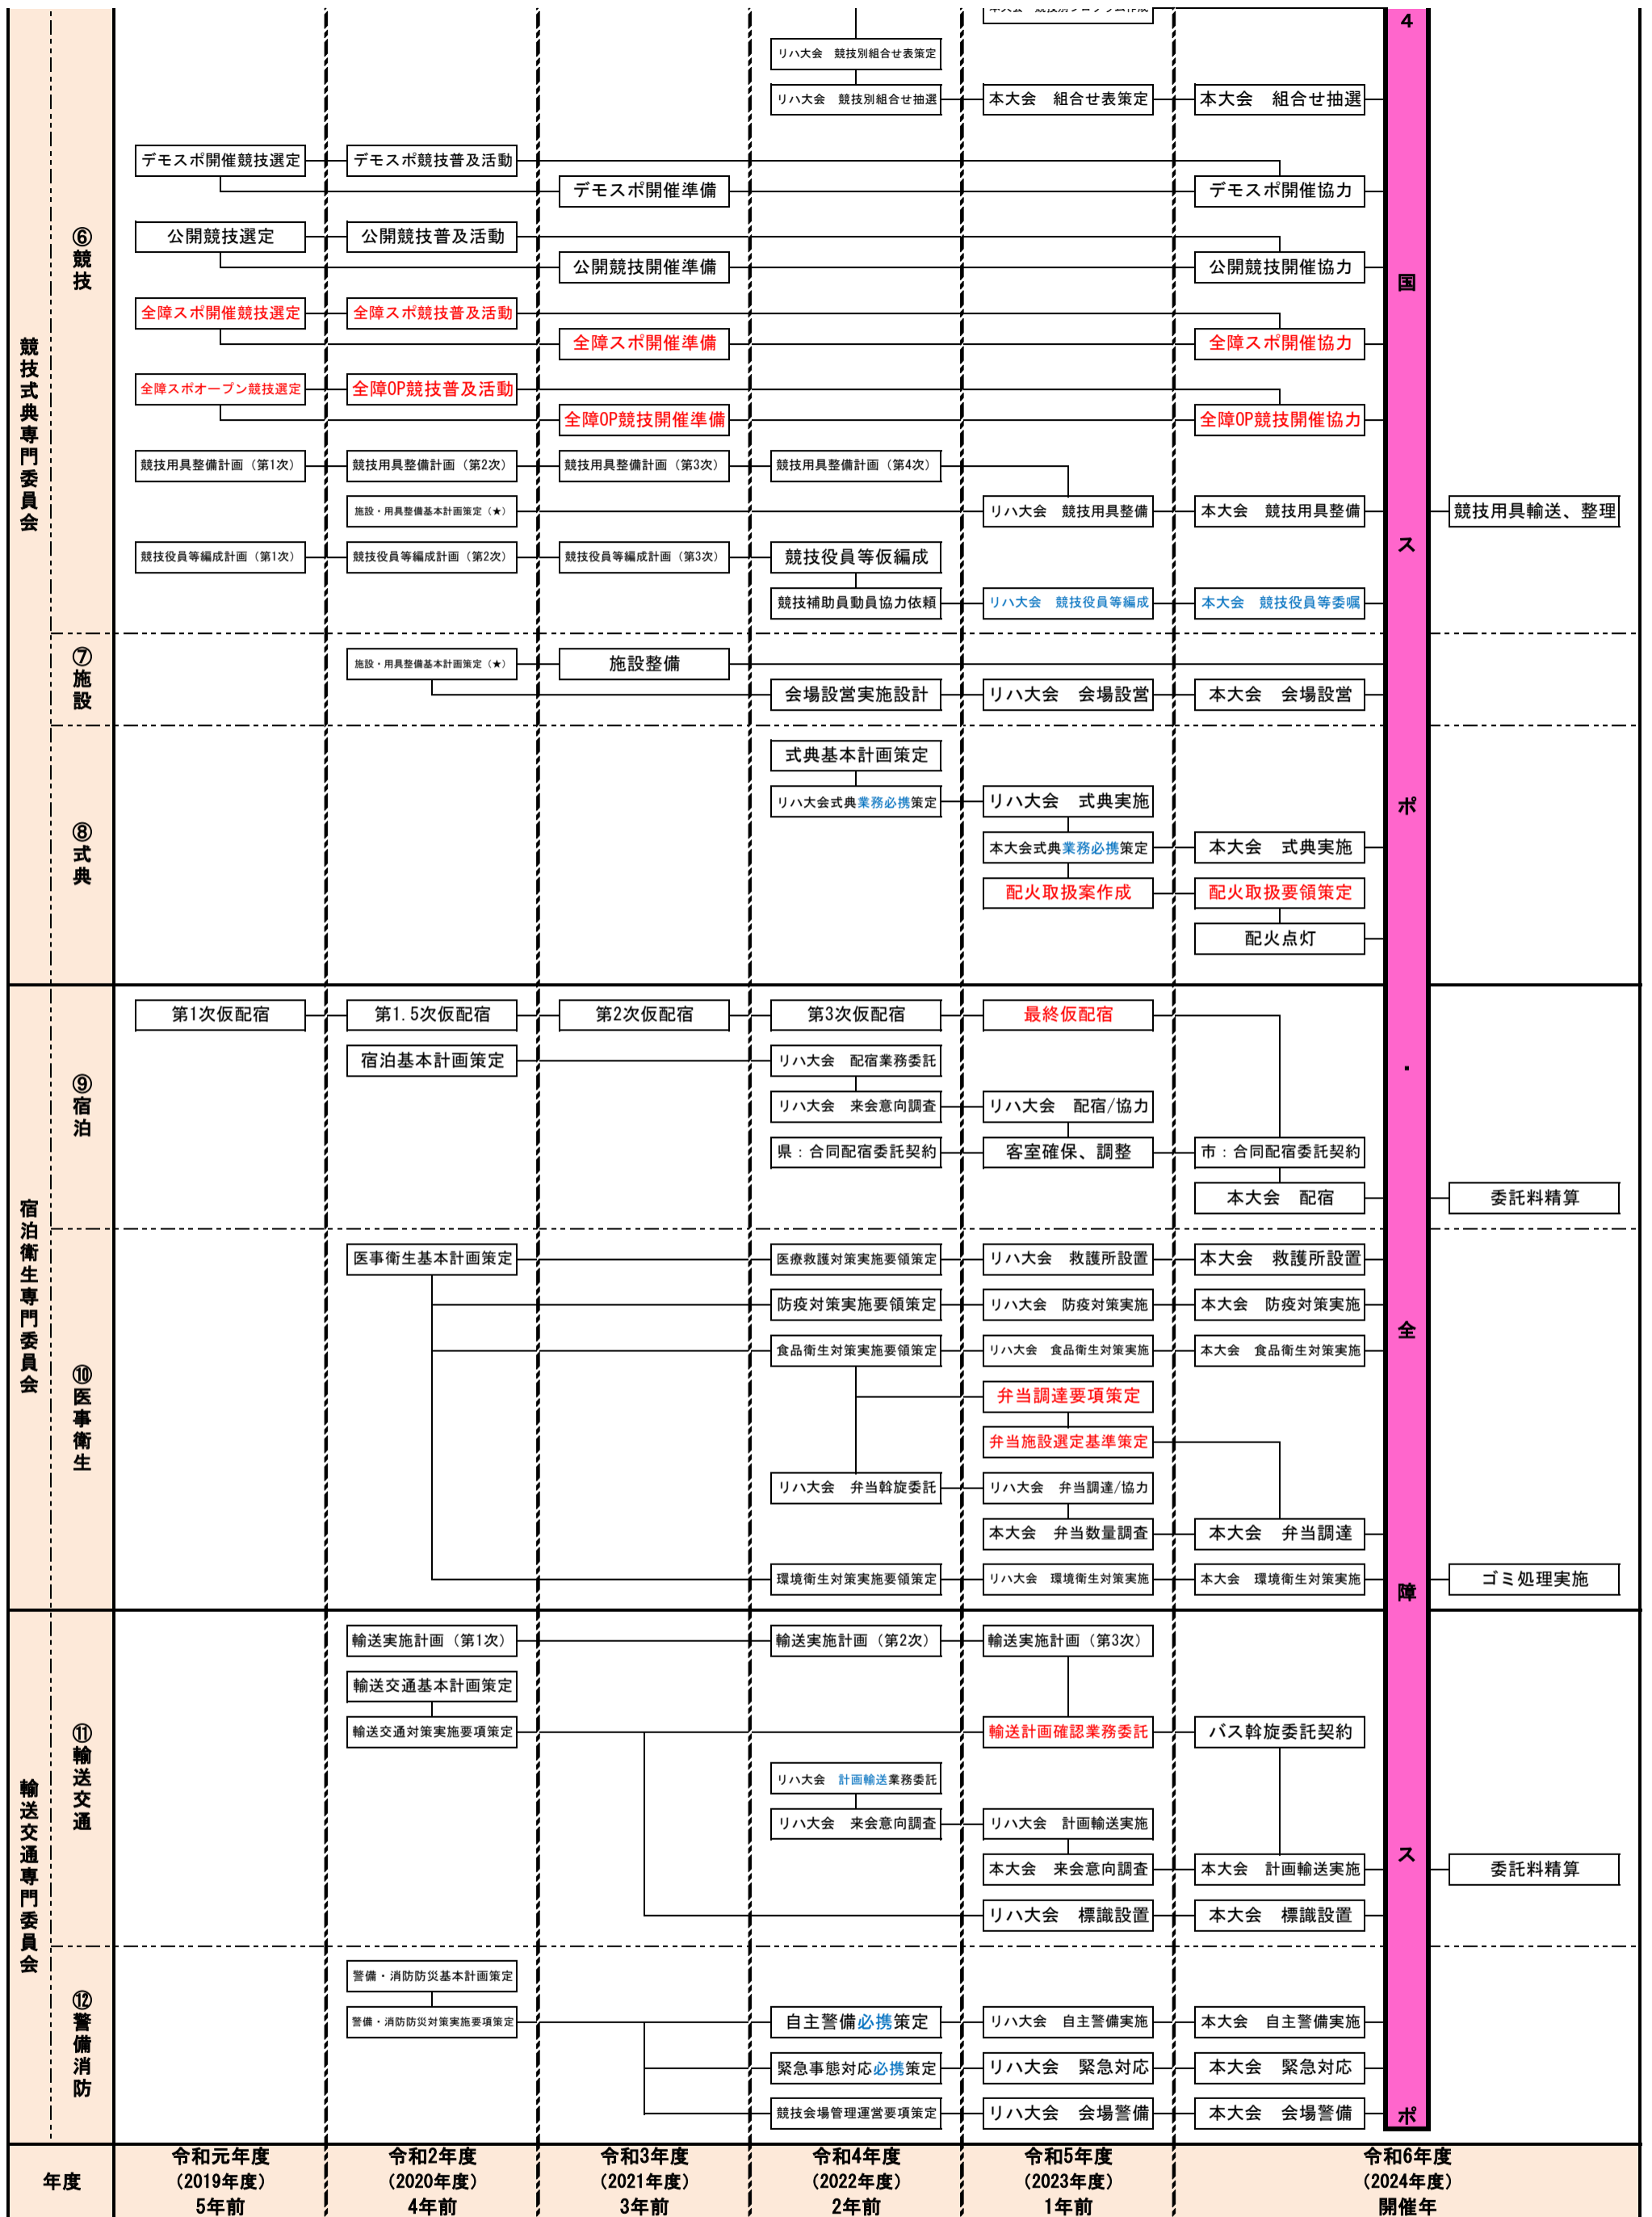 4
リハ大会　競技別組合せ表策定
リハ大会　競技別組合せ抽選
本大会　組合せ表策定
本大会　組合せ抽選
競技式典専門委員会
⑥競技
デモスポ開催競技選定
デモスポ競技普及活動
デモスポ開催準備
デモスポ開催協力
公開競技選定
公開競技普及活動
公開競技開催準備
公開競技開催協力
国
全障スポ開催競技選定
全障スポ競技普及活動
全障スポ開催準備
全障スポ開催協力
全障スポオープン競技選定
全障OP競技普及活動
全障OP競技開催準備
全障OP競技開催協力
競技用具整備計画（第1次）
競技用具整備計画（第2次）
競技用具整備計画（第3次）
競技用具整備計画（第4次）
施設・用具整備基本計画策定（★）
リハ大会　競技用具整備
本大会　競技用具整備
競技用具輸送、整理
ス
競技役員等編成計画（第1次）
競技役員等編成計画（第2次）
競技役員等編成計画（第3次）
競技役員等仮編成
競技補助員動員協力依頼
リハ大会　競技役員等編成
本大会　競技役員等委嘱
⑦施設
施設・用具整備基本計画策定（★）
施設整備
会場設営実施設計
リハ大会　会場設営
本大会　会場設営
⑧式典
式典基本計画策定
リハ大会式典業務必携策定
リハ大会　式典実施
ポ
本大会式典業務必携策定
本大会　式典実施
配火取扱案作成
配火取扱要領策定
配火点灯
宿泊衛生専門委員会
⑨宿泊
第1次仮配宿
第1.5次仮配宿
第2次仮配宿
第3次仮配宿
最終仮配宿
宿泊基本計画策定
リハ大会　配宿業務委託
・
リハ大会　来会意向調査
リハ大会　配宿/協力
県：合同配宿委託契約
客室確保、調整
市：合同配宿委託契約
本大会　配宿
委託料精算
⑩医事衛生
医事衛生基本計画策定
医療救護対策実施要領策定
リハ大会　救護所設置
本大会　救護所設置
防疫対策実施要領策定
リハ大会　防疫対策実施
本大会　防疫対策実施
全
食品衛生対策実施要領策定
リハ大会　食品衛生対策実施
本大会　食品衛生対策実施
弁当調達要項策定
弁当施設選定基準策定
リハ大会　弁当斡旋委託
リハ大会　弁当調達/協力
本大会　弁当数量調査
本大会　弁当調達
環境衛生対策実施要領策定
リハ大会　環境衛生対策実施
本大会　環境衛生対策実施
ゴミ処理実施
障
輸送交通専門委員会
⑪輸送交通
輸送実施計画（第1次）
輸送実施計画（第2次）
輸送実施計画（第3次）
輸送交通基本計画策定
輸送交通対策実施要項策定
輸送計画確認業務委託
バス斡旋委託契約
リハ大会　計画輸送業務委託
リハ大会　来会意向調査
リハ大会　計画輸送実施
ス
本大会　来会意向調査
本大会　計画輸送実施
委託料精算
リハ大会　標識設置
本大会　標識設置
⑫警備消防
警備・消防防災基本計画策定
警備・消防防災対策実施要項策定
自主警備必携策定
リハ大会　自主警備実施
本大会　自主警備実施
緊急事態対応必携策定
リハ大会　緊急対応
本大会　緊急対応
競技会場管理運営要項策定
リハ大会　会場警備
本大会　会場警備
ポ
年度
令和元年度
（2019年度）
5年前
令和2年度
（2020年度）
4年前
令和3年度
（2021年度）
3年前
令和4年度
（2022年度）
2年前
令和5年度
（2023年度）
1年前
令和6年度
（2024年度）
開催年